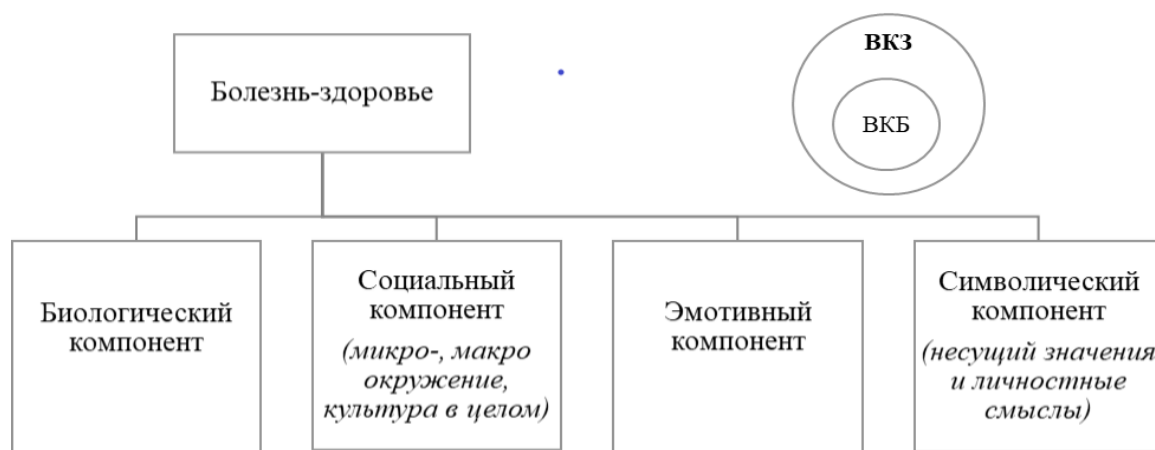 Болезнь-здоровье
ВКЗ
ВКБ
Биологический
компонент
Социальный
компонент
(микро-, макро
окружение,
культура в целом)
Эмотивный
компонент
Символический
компонент
(несущий значения
и личностные
смыслы)